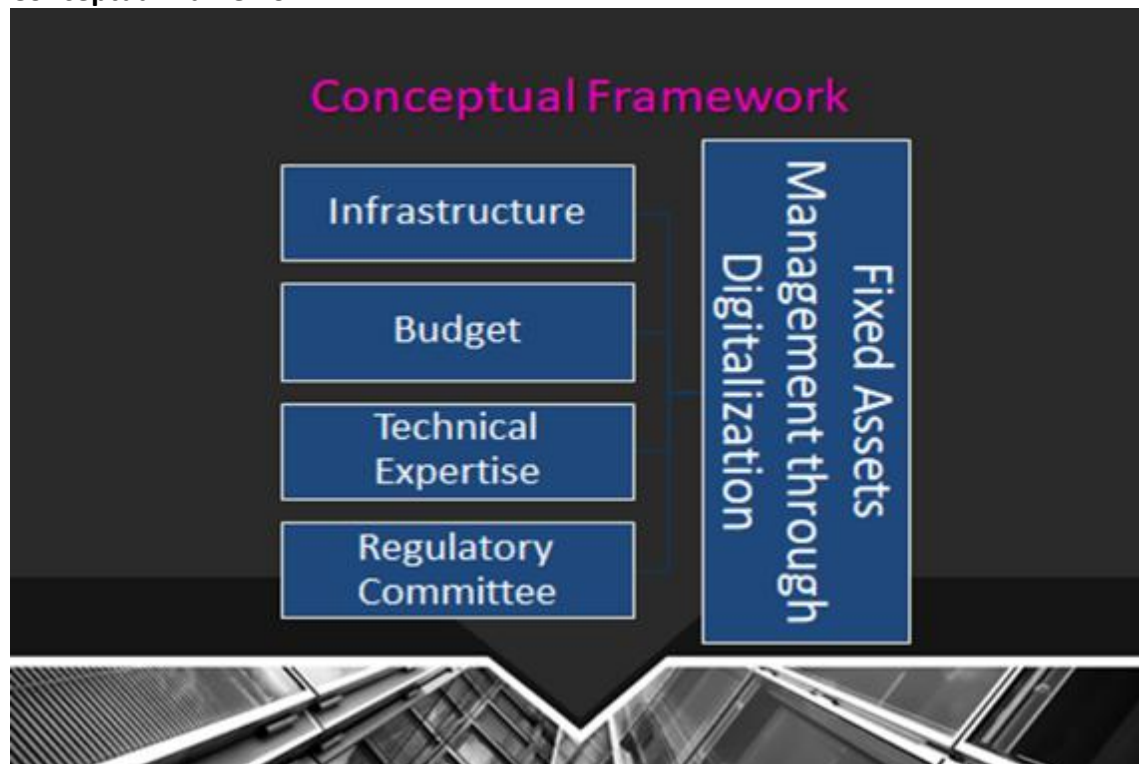 Conceptual Framework
Infrastructure
Budget
Technical
Expertise
Regulatory
Committee
Fixed Assets
Management through
Digitalization